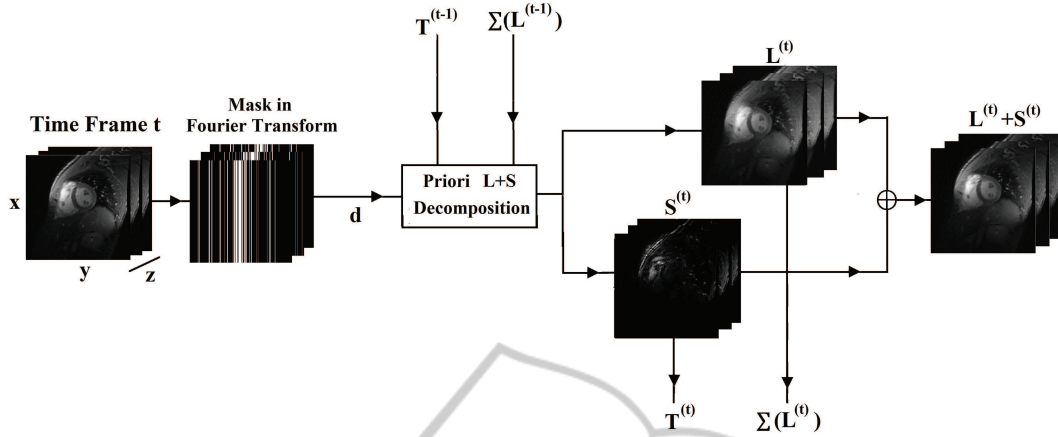 T^(t-1)
Σ(L^(t-1))
L^(t)
Time Frame t
Mask in
Fourier Transform
L^(t)+S^(t)
x
Priori L+S
Decomposition
d
S^(t)
y
z
T^(t)
Σ(L^(t))